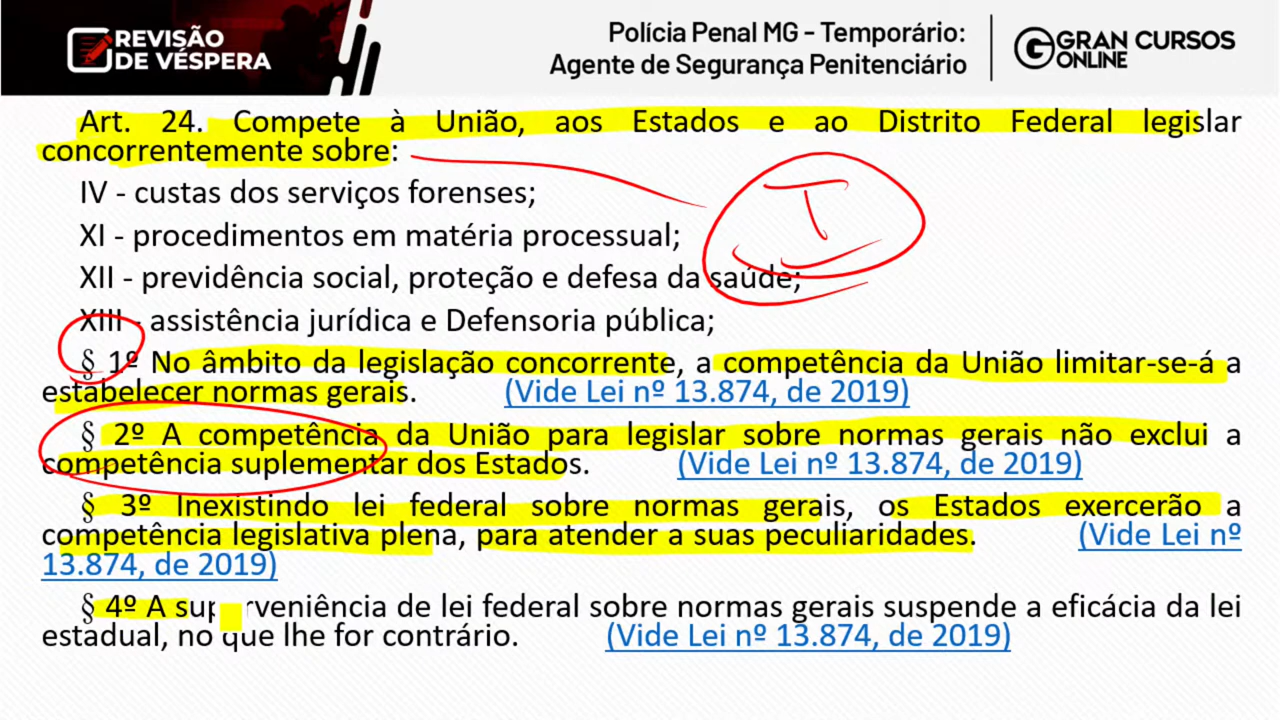 REVISÃO
DE VÉSPERA
Polícia Penal MG - Temporário:
Agente de Segurança Penitenciário
GRAN CURSOS
ONLINE
Art. 24. Compete à União, aos Estados e ao Distrito Federal legislar
concorrentemente sobre:
IV - custas dos serviços forenses;
XI - procedimentos em matéria processual;
XII - previdência social, proteção e defesa da saúde;
XIII - assistência jurídica e Defensoria pública;
§ 1º No âmbito da legislação concorrente, a competência da União limitar-se-á a
estabelecer normas gerais. (Vide Lei nº 13.874, de 2019)
§ 2º A competência da União para legislar sobre normas gerais não exclui a
competência suplementar dos Estados. (Vide Lei nº 13.874, de 2019)
§ 3º Inexistindo lei federal sobre normas gerais, os Estados exercerão a
competência legislativa plena, para atender a suas peculiaridades. (Vide Lei nº
13.874, de 2019)
§ 4º A superveniência de lei federal sobre normas gerais suspende a eficácia da lei
estadual, no que lhe for contrário. (Vide Lei nº 13.874, de 2019)